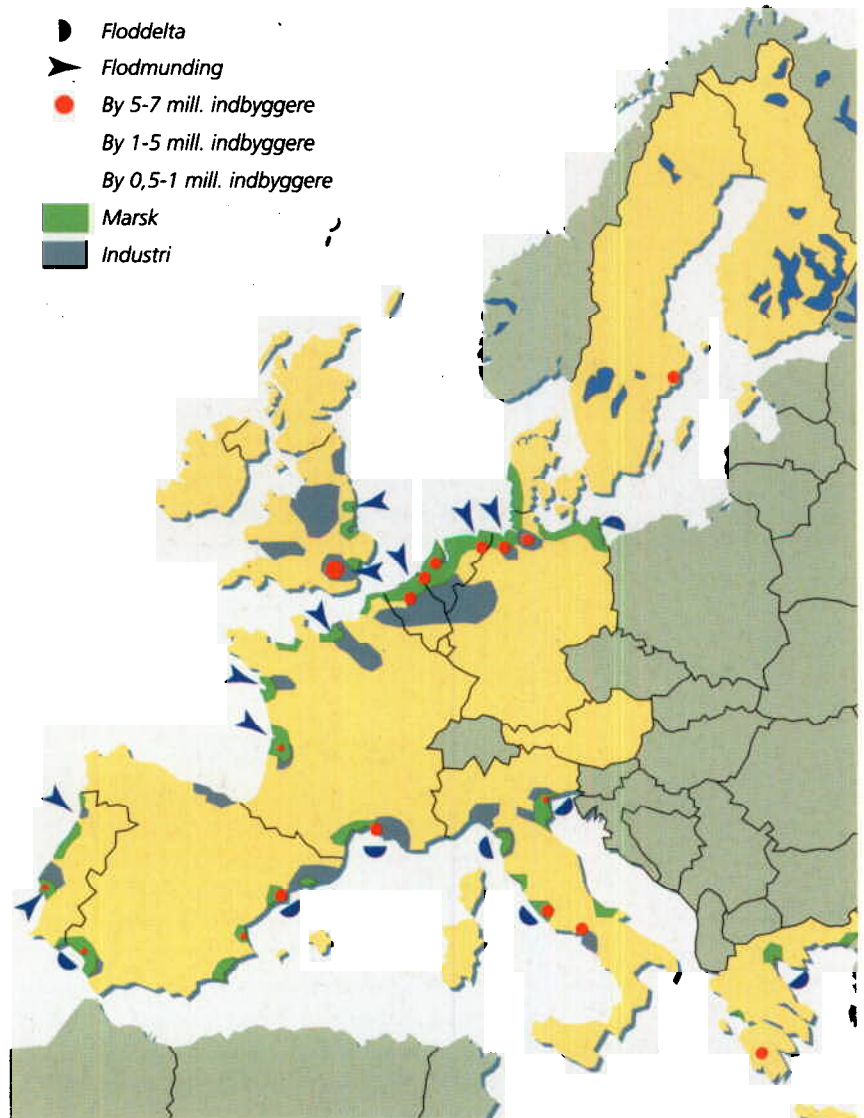 Floddelta
Flodmunding
By 5-7 mill. indbyggere
By 1-5 mill. indbyggere
By 0,5-1 mill. indbyggere
Marsk
Industri